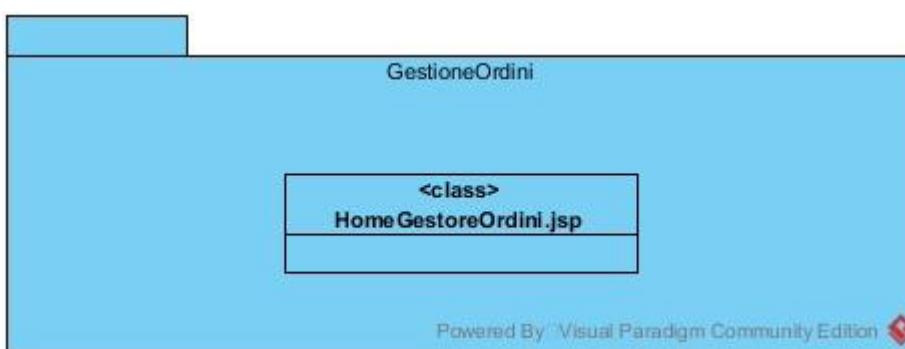 GestioneOrdini
<class>
HomeGestoreOrdini.jsp
Powered By Visual Paradigm Community Edition